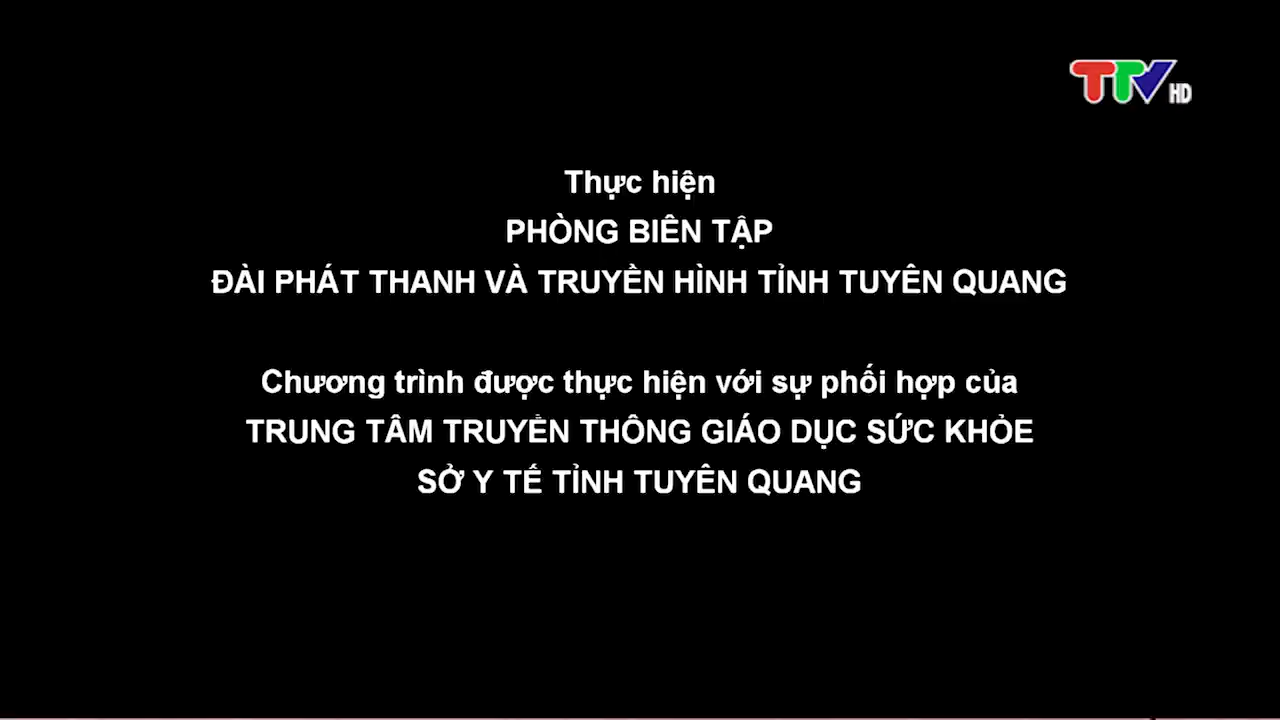 TTV HD
Thực hiện
PHÒNG BIÊN TẬP
ĐÀI PHÁT THANH VÀ TRUYỀN HÌNH TỈNH TUYÊN QUANG
Chương trình được thực hiện với sự phối hợp của
TRUNG TÂM TRUYỀN THÔNG GIÁO DỤC SỨC KHỎE
SỞ Y TẾ TỈNH TUYÊN QUANG